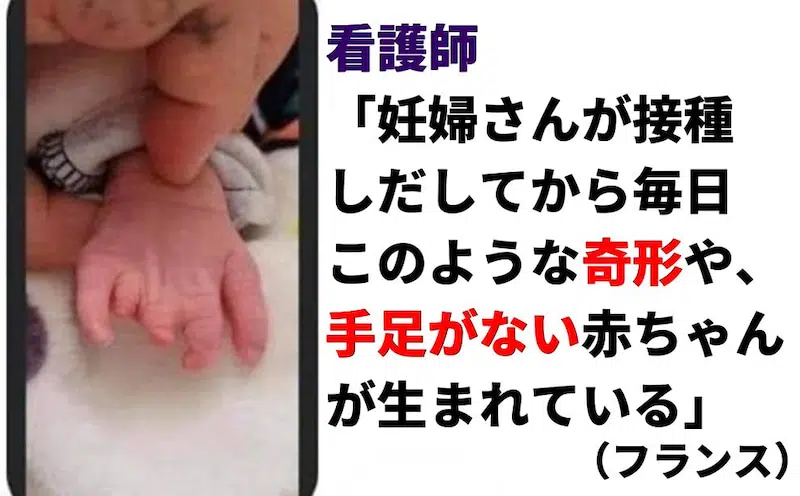 看護師
「妊婦さんが接種
しだしてから毎日
このような奇形や、
手足がない赤ちゃん
が生まれている」
（フランス）